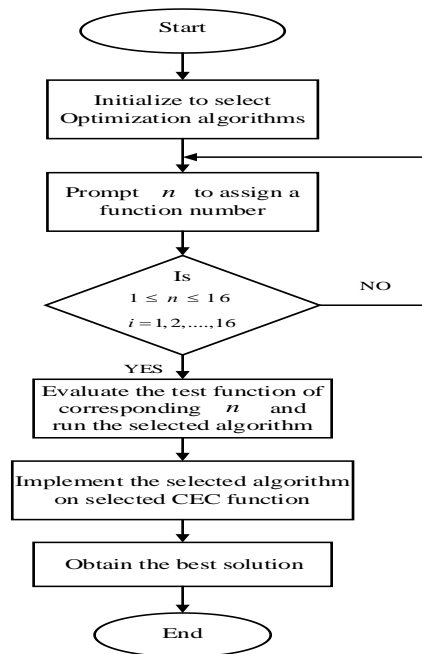 Start
Initialize to select
Optimization algorithms
Prompt n to assign a
function number
Is
1 ≤ n ≤ 16
i = 1, 2, ...., 16
NO
YES
Evaluate the test function of
corresponding n and
run the selected algorithm
Implement the selected algorithm
on selected CEC function
Obtain the best solution
End